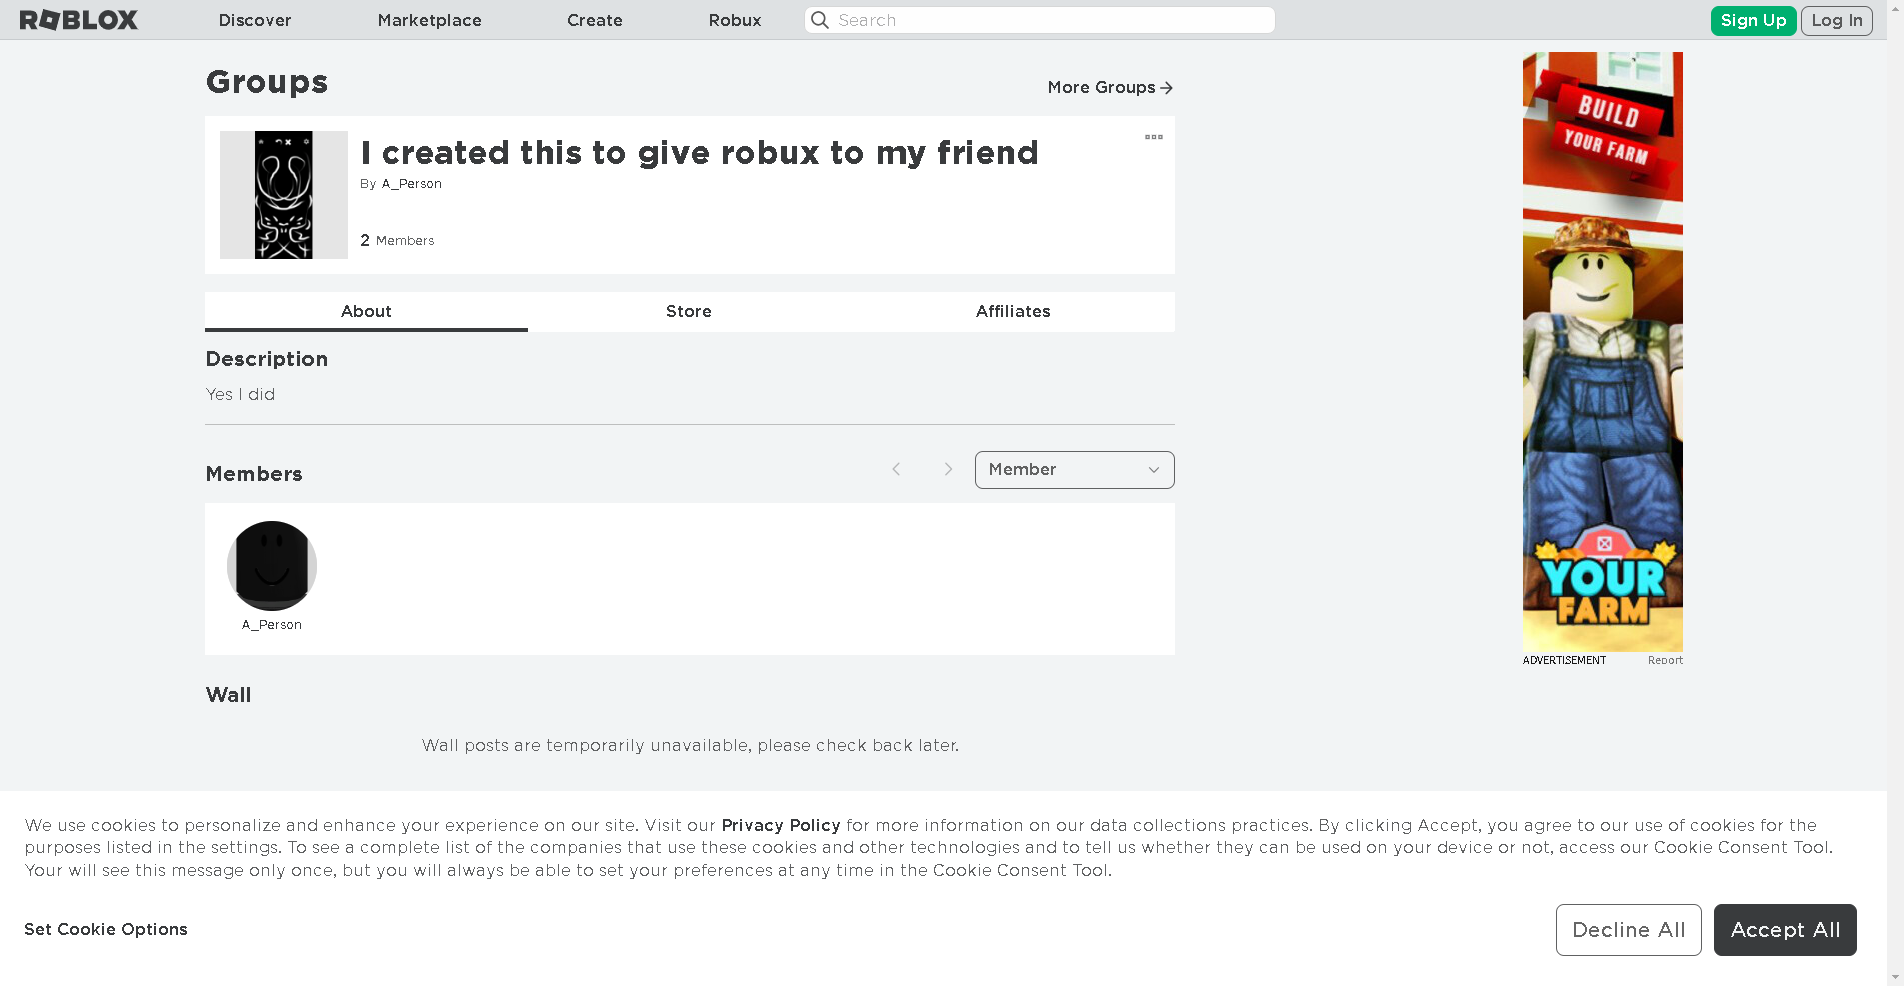 ROBLOX Discover Marketplace Create Robux Search Sign Up Log In
Groups
More Groups
I created this to give robux to my friend
By A_Person
2 Members
About Store Affiliates
Description
Yes I did
Members
Member
A_Person
Wall
Wall posts are temporarily unavailable, please check back later.
BUILD
YOUR FARM
YOUR
FARM
ADVERTISEMENT Report
We use cookies to personalize and enhance your experience on our site. Visit our Privacy Policy for more information on our data collections practices. By clicking Accept, you agree to our use of cookies for the
purposes listed in the settings. To see a complete list of the companies that use these cookies and other technologies and to tell us whether they can be used on your device or not, access our Cookie Consent Tool.
Your will see this message only once, but you will always be able to set your preferences at any time in the Cookie Consent Tool.
Set Cookie Options
Decline All
Accept All